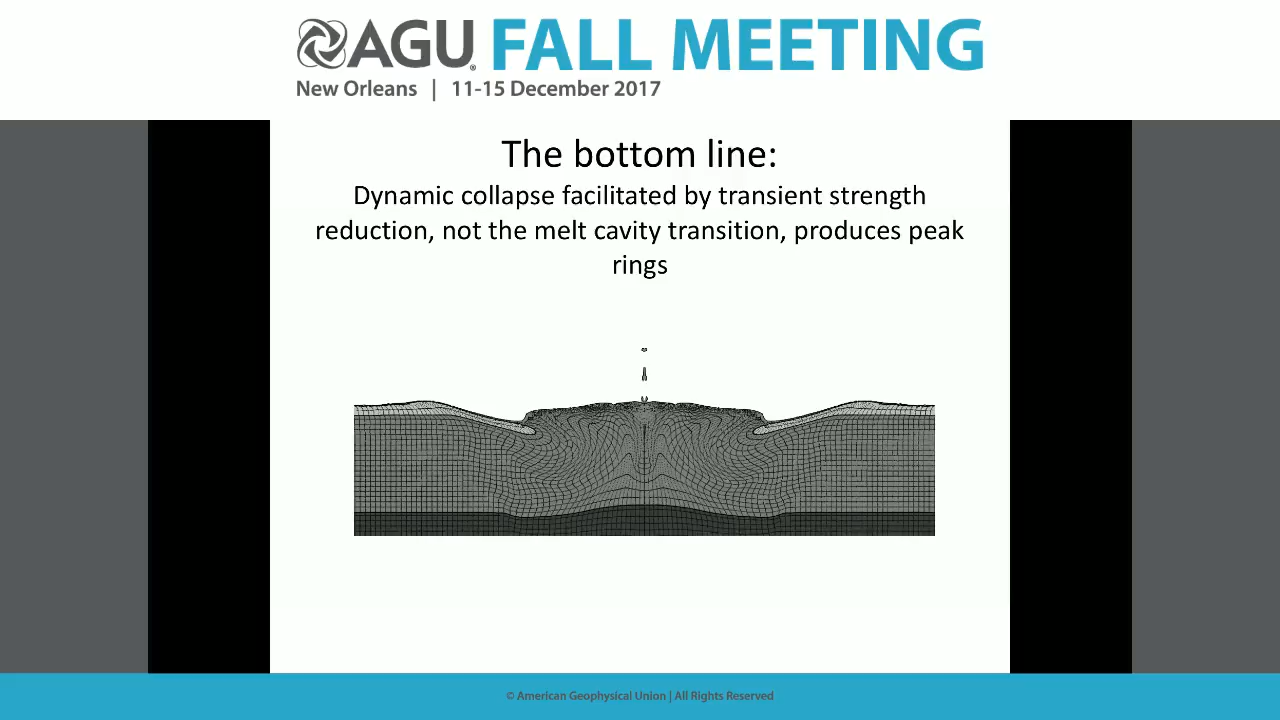 AGU FALL MEETING
New Orleans | 11-15 December 2017
The bottom line:
Dynamic collapse facilitated by transient strength
reduction, not the melt cavity transition, produces peak
rings
© American Geophysical Union | All Rights Reserved